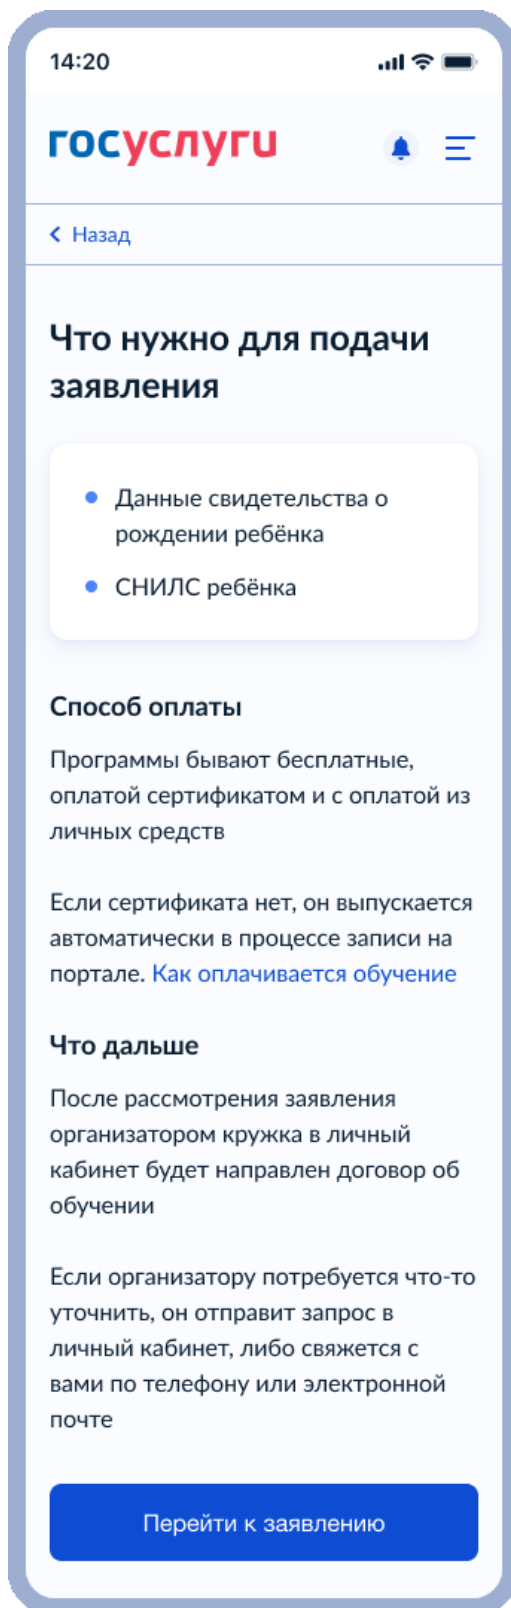 14:20
госуслуги
Назад
Что нужно для подачи
заявления
Данные свидетельства о
рождении ребёнка
СНИЛС ребёнка
Способ оплаты
Программы бывают бесплатные,
оплатой сертификатом и с оплатой из
личных средств
Если сертификата нет, он выпускается
автоматически в процессе записи на
портале. Как оплачивается обучение
Что дальше
После рассмотрения заявления
организатором кружка в личный
кабинет будет направлен договор об
обучении
Если организатору потребуется что-то
уточнить, он отправит запрос в
личный кабинет, либо свяжется с
вами по телефону или электронной
почте
Перейти к заявлению